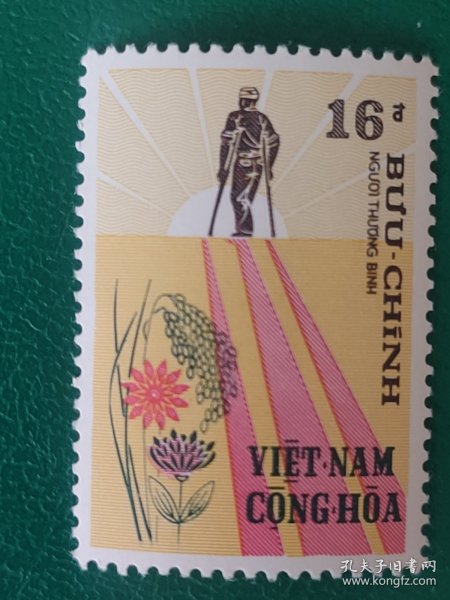 16đ
BƯU-CHÍNH
NGƯỜI THƯƠNG BINH
VIỆT·NAM
CỘNG·HÒA
孔夫子旧书网
www.kongfz.com